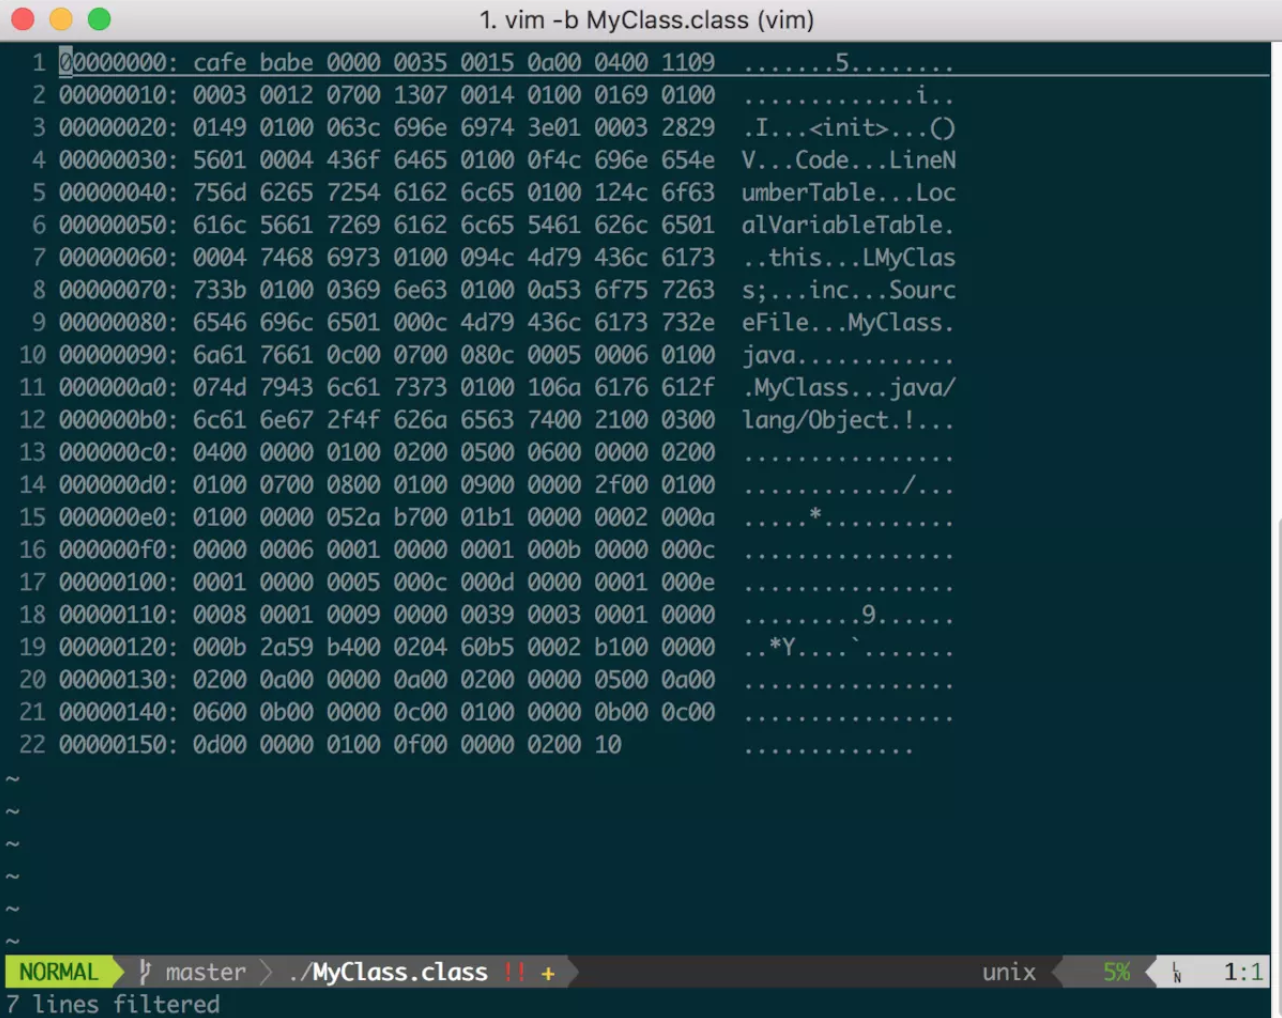 1. vim -b MyClass.class (vim)
1 00000000: cafe babe 0000 0035 0015 0a00 0400 1109 .......5........
2 00000010: 0003 0012 0700 1307 0014 0100 0169 0100 .............i..
3 00000020: 0149 0100 063c 696e 6974 3e01 0003 2829 .I...<init>...()
4 00000030: 5601 0004 436f 6465 0100 0f4c 696e 654e V...Code...LineN
5 00000040: 756d 6265 7254 6162 6c65 0100 124c 6f63 umberTable...Loc
6 00000050: 616c 5661 7269 6162 6c65 5461 626c 6501 alVariableTable.
7 00000060: 0004 7468 6973 0100 094c 4d79 436c 6173 ..this...LMyClas
8 00000070: 733b 0100 0369 6e63 0100 0a53 6f75 7263 s;...inc...Sourc
9 00000080: 6546 696c 6501 000c 4d79 436c 6173 732e eFile...MyClass.
10 00000090: 6a61 7661 0c00 0700 080c 0005 0006 0100 java............
11 000000a0: 074d 7943 6c61 7373 0100 106a 6176 612f .MyClass...java/
12 000000b0: 6c61 6e67 2f4f 626a 6563 7400 2100 0300 lang/Object.!...
13 000000c0: 0400 0000 0100 0200 0500 0600 0000 0200 ................
14 000000d0: 0100 0700 0800 0100 0900 0000 2f00 0100 ............/...
15 000000e0: 0100 0000 052a b700 01b1 0000 0002 000a .....*..........
16 000000f0: 0000 0006 0001 0000 0001 000b 0000 000c ................
17 00000100: 0001 0000 0005 000c 000d 0000 0001 000e ................
18 00000110: 0008 0001 0009 0000 0039 0003 0001 0000 .........9......
19 00000120: 000b 2a59 b400 0204 60b5 0002 b100 0000 ..*Y....`.......
20 00000130: 0200 0a00 0000 0a00 0200 0000 0500 0a00 ................
21 00000140: 0600 0b00 0000 0c00 0100 0000 0b00 0c00 ................
22 00000150: 0d00 0000 0100 0f00 0000 0200 10 .............
~
~
~
~
~
~
NORMAL master ./MyClass.class !! + unix 5% LN 1:1
7 lines filtered